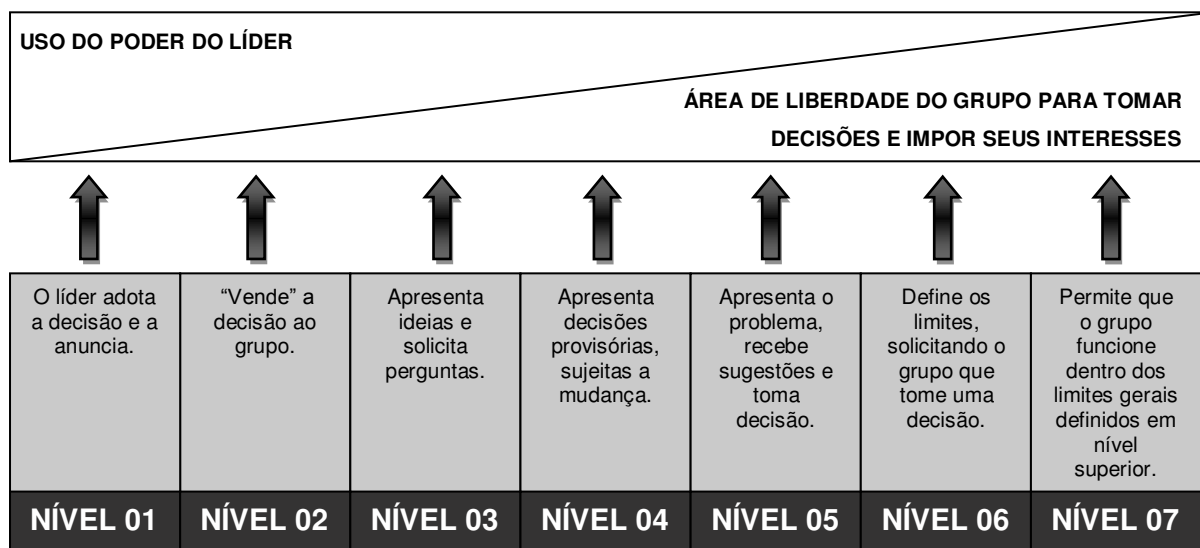 USO DO PODER DO LÍDER
ÁREA DE LIBERDADE DO GRUPO PARA TOMAR
DECISÕES E IMPOR SEUS INTERESSES
O líder adota
a decisão e a
anuncia.
“Vende” a
decisão ao
grupo.
Apresenta
ideias e
solicita
perguntas.
Apresenta
decisões
provisórias,
sujeitas a
mudança.
Apresenta o
problema,
recebe
sugestões e
toma
decisão.
Define os
limites,
solicitando o
grupo que
tome uma
decisão.
Permite que
o grupo
funcione
dentro dos
limites gerais
definidos em
nível
superior.
NÍVEL 01
NÍVEL 02
NÍVEL 03
NÍVEL 04
NÍVEL 05
NÍVEL 06
NÍVEL 07